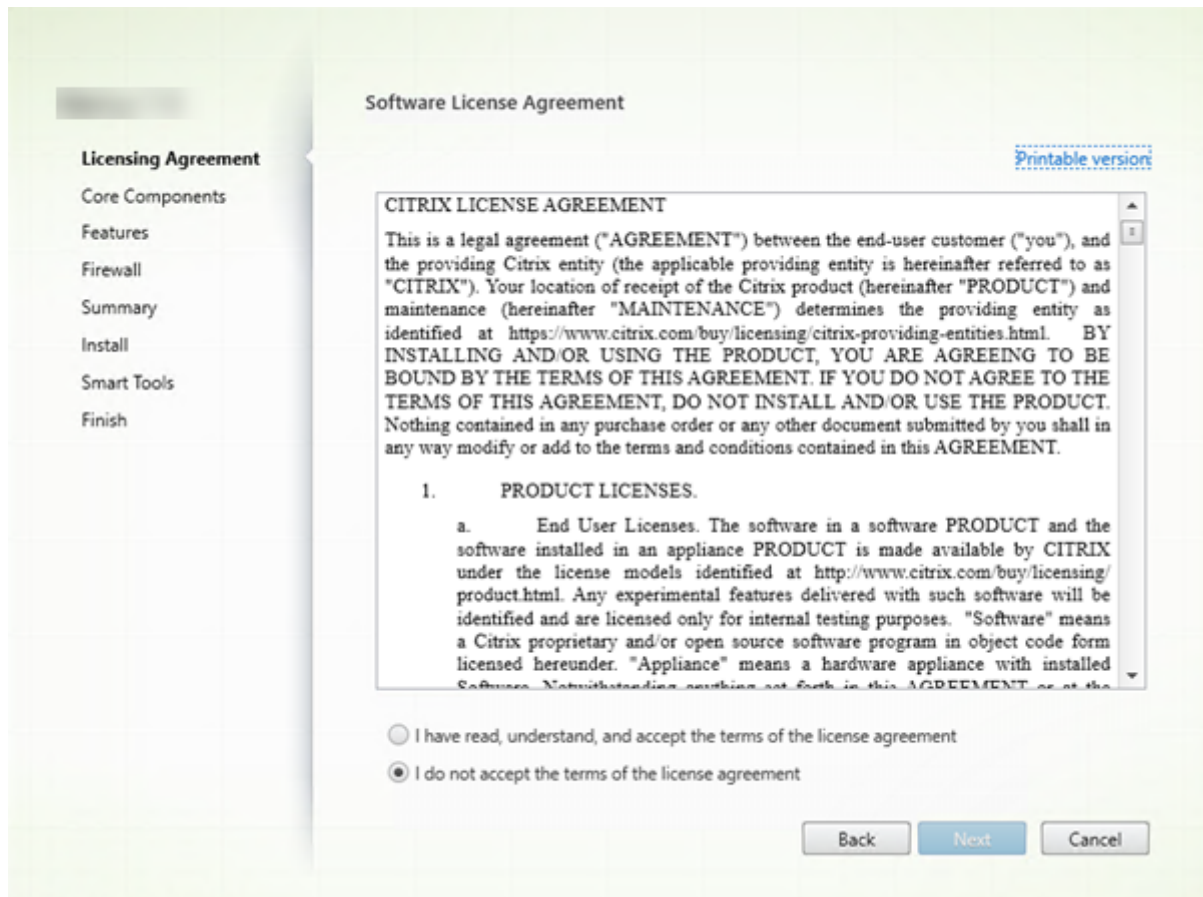 Software License Agreement
Licensing Agreement
Core Components
Features
Firewall
Summary
Install
Smart Tools
Finish
Printable version
CITRIX LICENSE AGREEMENT
This is a legal agreement ("AGREEMENT") between the end-user customer ("you"), and
the providing Citrix entity (the applicable providing entity is hereinafter referred to as
"CITRIX"). Your location of receipt of the Citrix product (hereinafter "PRODUCT") and
maintenance (hereinafter "MAINTENANCE") determines the providing entity as
identified at https://www.citrix.com/buy/licensing/citrix-providing-entities.html. BY
INSTALLING AND/OR USING THE PRODUCT, YOU ARE AGREEING TO BE
BOUND BY THE TERMS OF THIS AGREEMENT. IF YOU DO NOT AGREE TO THE
TERMS OF THIS AGREEMENT, DO NOT INSTALL AND/OR USE THE PRODUCT.
Nothing contained in any purchase order or any other document submitted by you shall in
any way modify or add to the terms and conditions contained in this AGREEMENT.
1. PRODUCT LICENSES.
a. End User Licenses. The software in a software PRODUCT and the
software installed in an appliance PRODUCT is made available by CITRIX
under the license models identified at http://www.citrix.com/buy/licensing/
product.html. Any experimental features delivered with such software will be
identified and are licensed only for internal testing purposes. "Software" means
a Citrix proprietary and/or open source software program in object code form
licensed hereunder. "Appliance" means a hardware appliance with installed
Software. Notwithstanding anything set forth in this AGREEMENT or at the
I have read, understand, and accept the terms of the license agreement
I do not accept the terms of the license agreement
Back
Next
Cancel